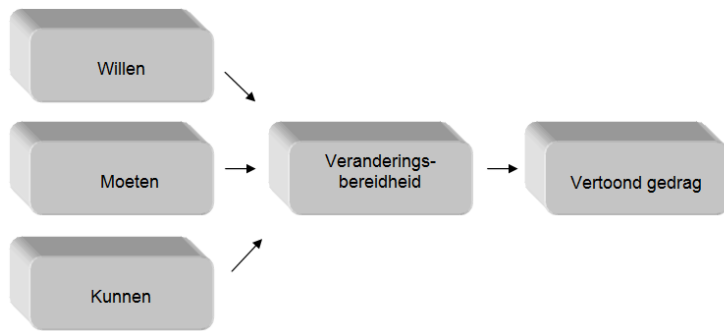 Willen
Moeten
Kunnen
Veranderings-
bereidheid
Vertoond gedrag